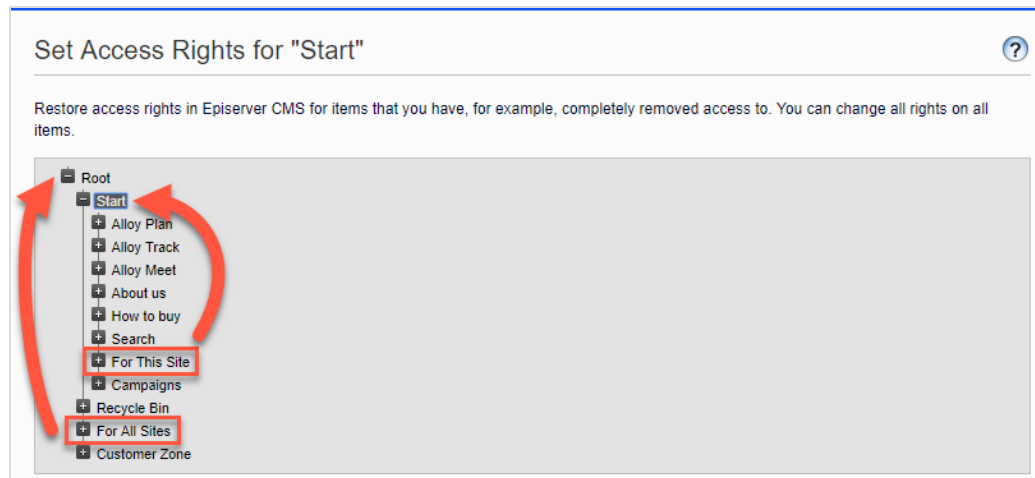 Set Access Rights for "Start"
?
Restore access rights in Episerver CMS for items that you have, for example, completely removed access to. You can change all rights on all
items.
Root
Start
Alloy Plan
Alloy Track
Alloy Meet
About us
How to buy
Search
For This Site
Campaigns
Recycle Bin
For All Sites
Customer Zone